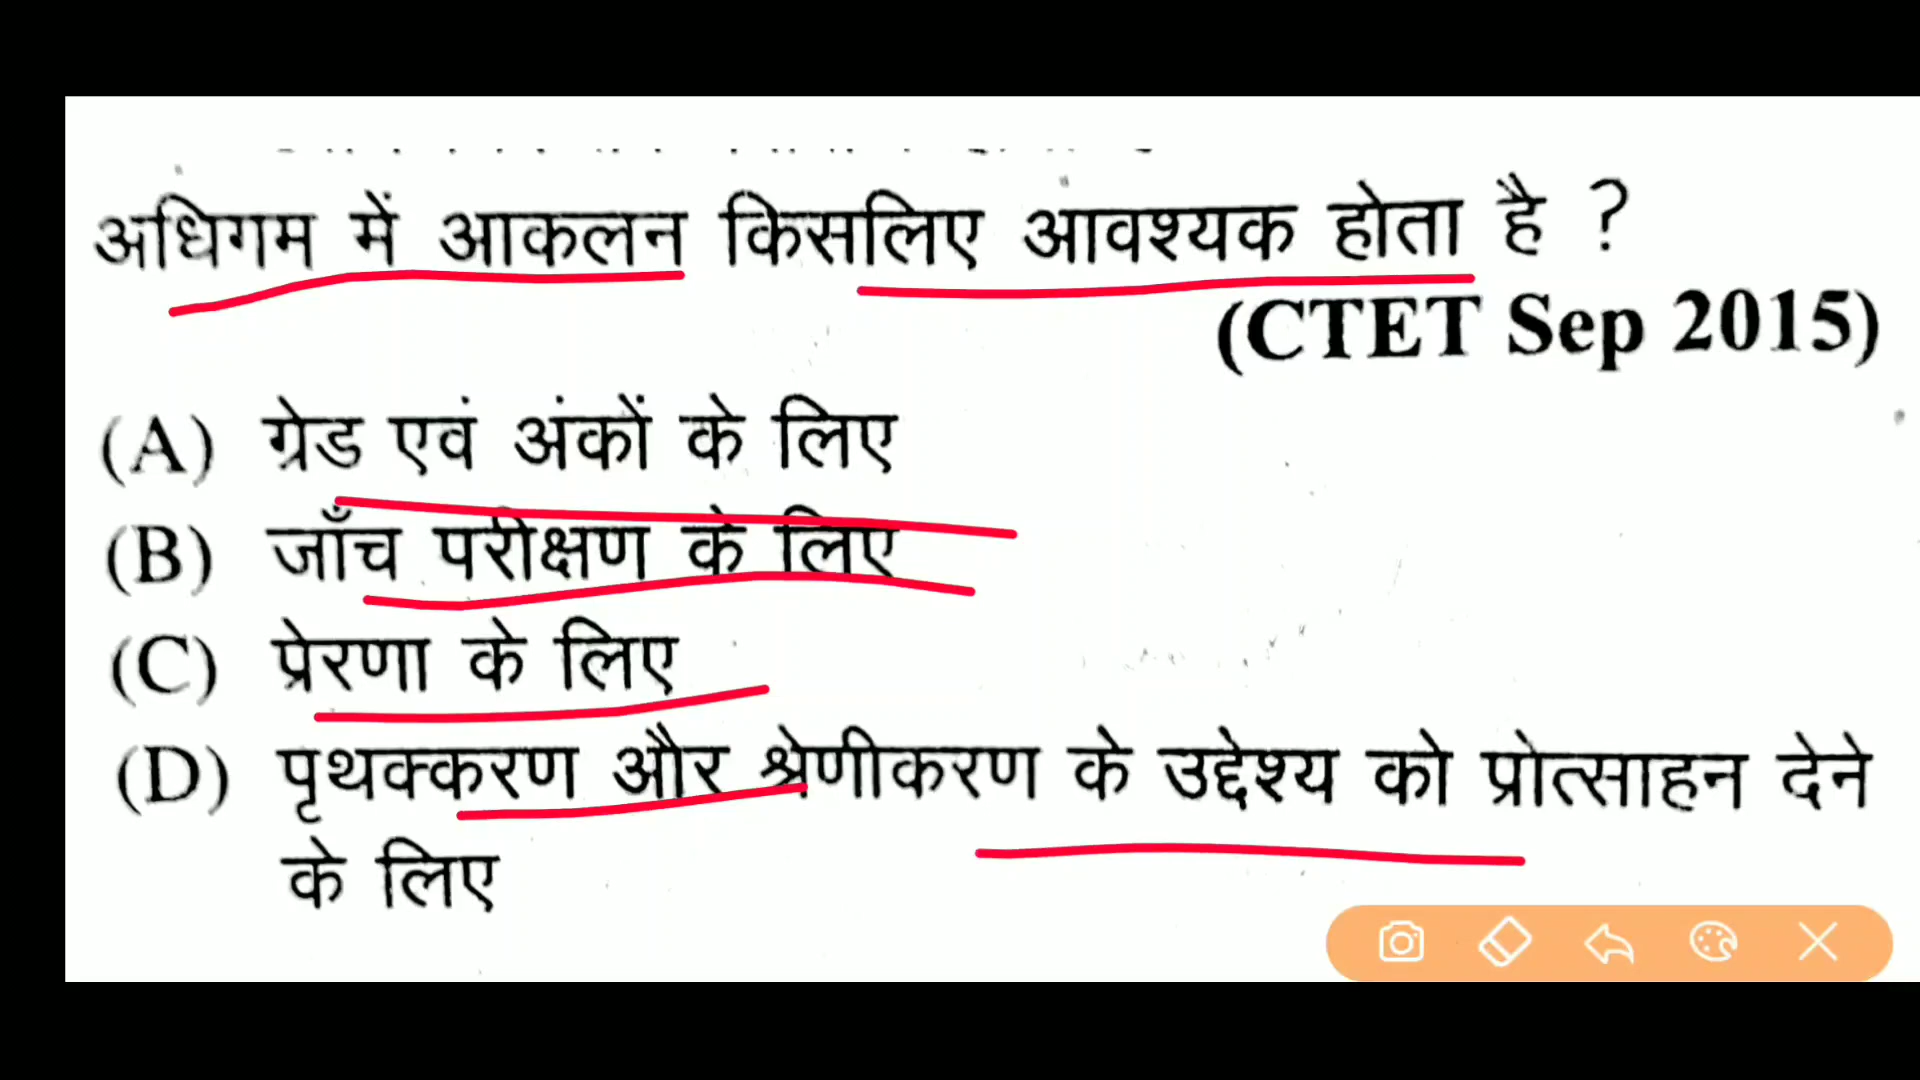 अधिगम में आकलन किसलिए आवश्यक होता है ?
(CTET Sep 2015)
(A) ग्रेड एवं अंकों के लिए
(B) जाँच परीक्षण के लिए
(C) प्रेरणा के लिए
(D) पृथक्करण और श्रेणीकरण के उद्देश्य को प्रोत्साहन देने
के लिए